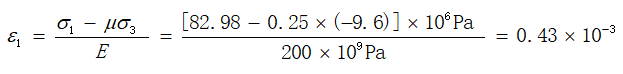 ε₁ = (σ₁ − μσ₃) / E = ([82.98 − 0.25 × (−9.6)] × 10⁶Pa) / (200 × 10⁹Pa) = 0.43 × 10⁻³